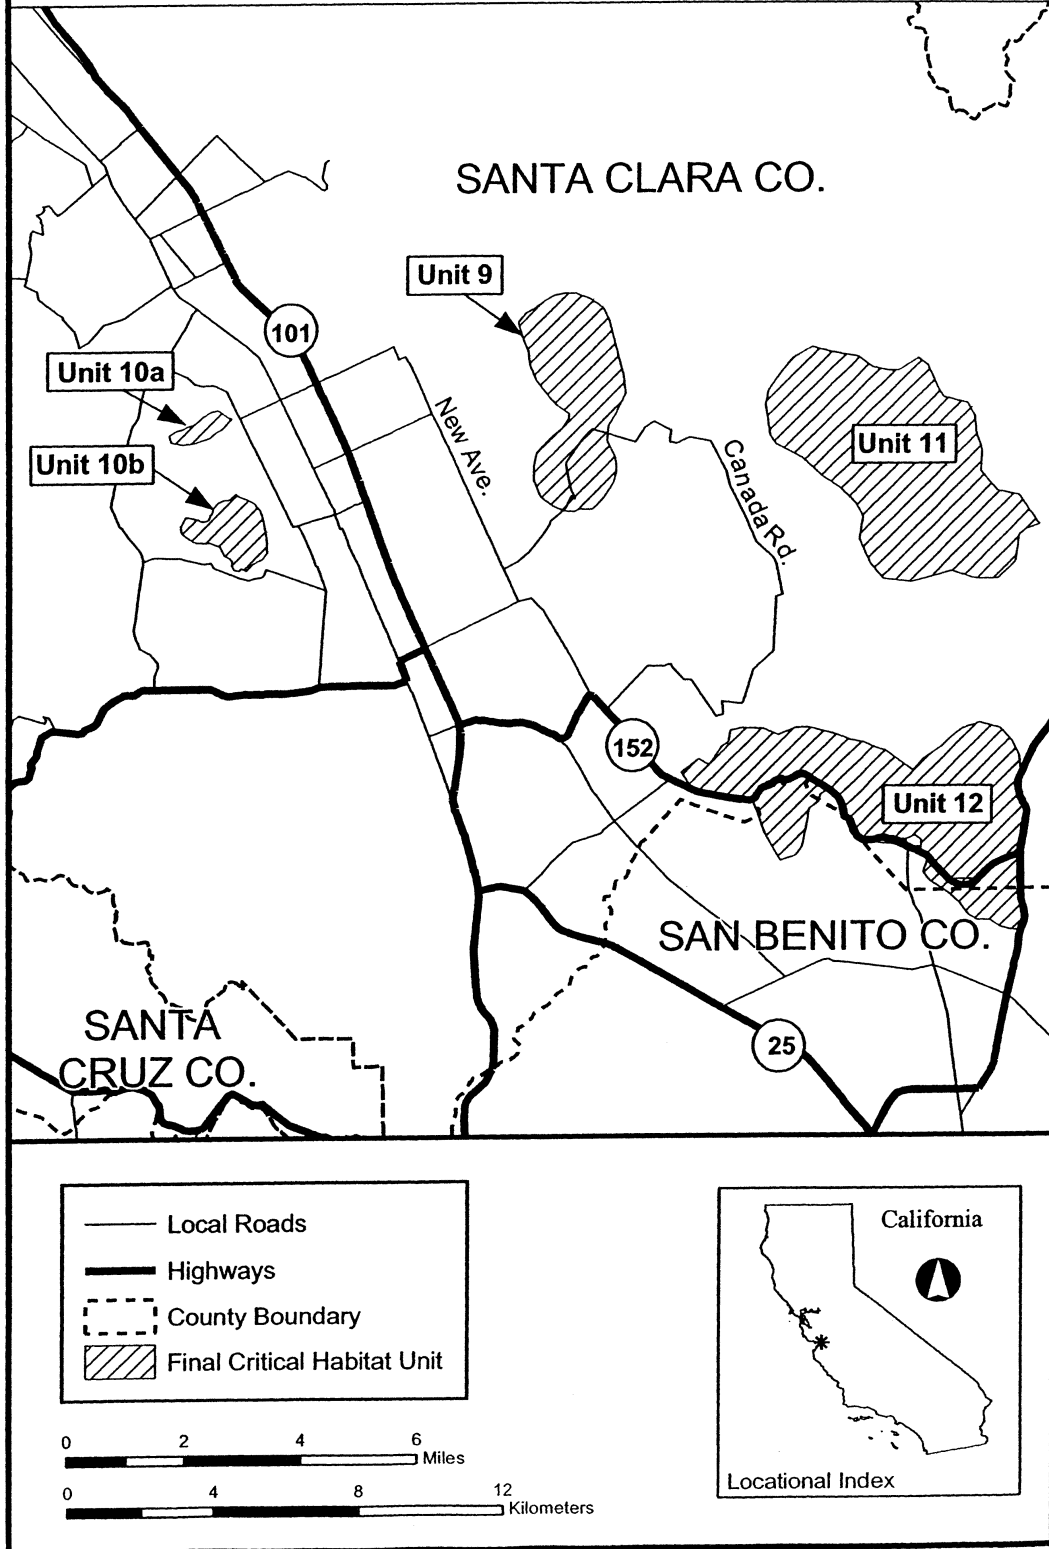 SANTA CLARA CO.
Unit 9
101
Unit 10a
New Ave.
Unit 11
Canada Rd.
Unit 10b
152
Unit 12
SAN BENITO CO.
SANTA
CRUZ CO.
25
Local Roads
Highways
County Boundary
Final Critical Habitat Unit
California
Locational Index
0 2 4 6
Miles
0 4 8 12
Kilometers